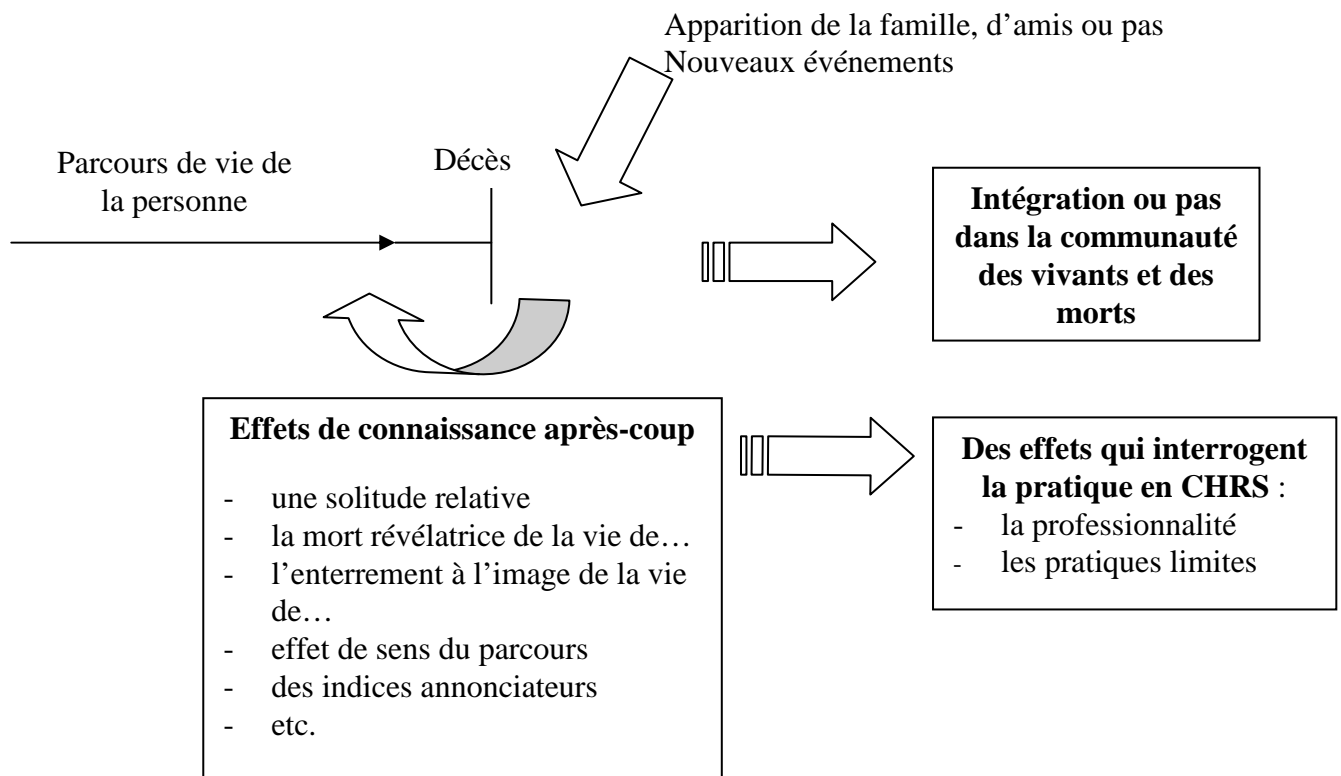 Apparition de la famille, d’amis ou pas
Nouveaux événements
Parcours de vie de
la personne
Décès
Intégration ou pas
dans la communauté
des vivants et des
morts
Effets de connaissance après-coup
- une solitude relative
- la mort révélatrice de la vie de…
- l’enterrement à l’image de la vie
de…
- effet de sens du parcours
- des indices annonciateurs
- etc.
Des effets qui interrogent
la pratique en CHRS :
- la professionnalité
- les pratiques limites